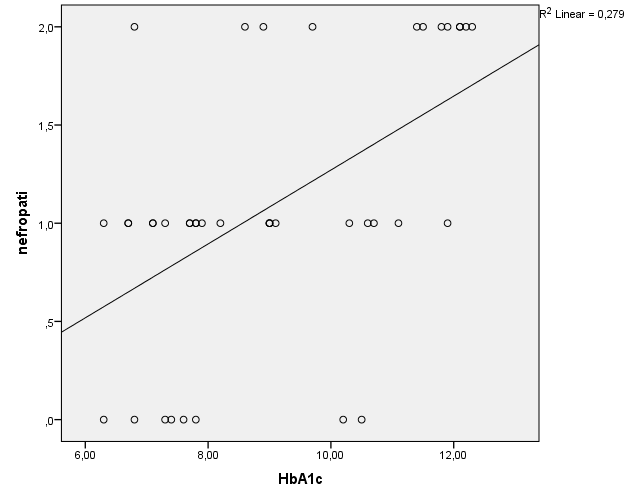 R2 Linear = 0,279
2,0
1,5
1,0
,5
,0
nefropati
6,00 8,00 10,00 12,00
HbA1c